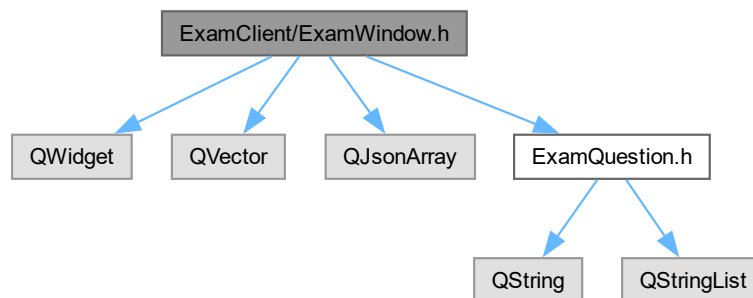 ExamClient/ExamWindow.h
QWidget
QVector
QJsonArray
ExamQuestion.h
QString
QStringList